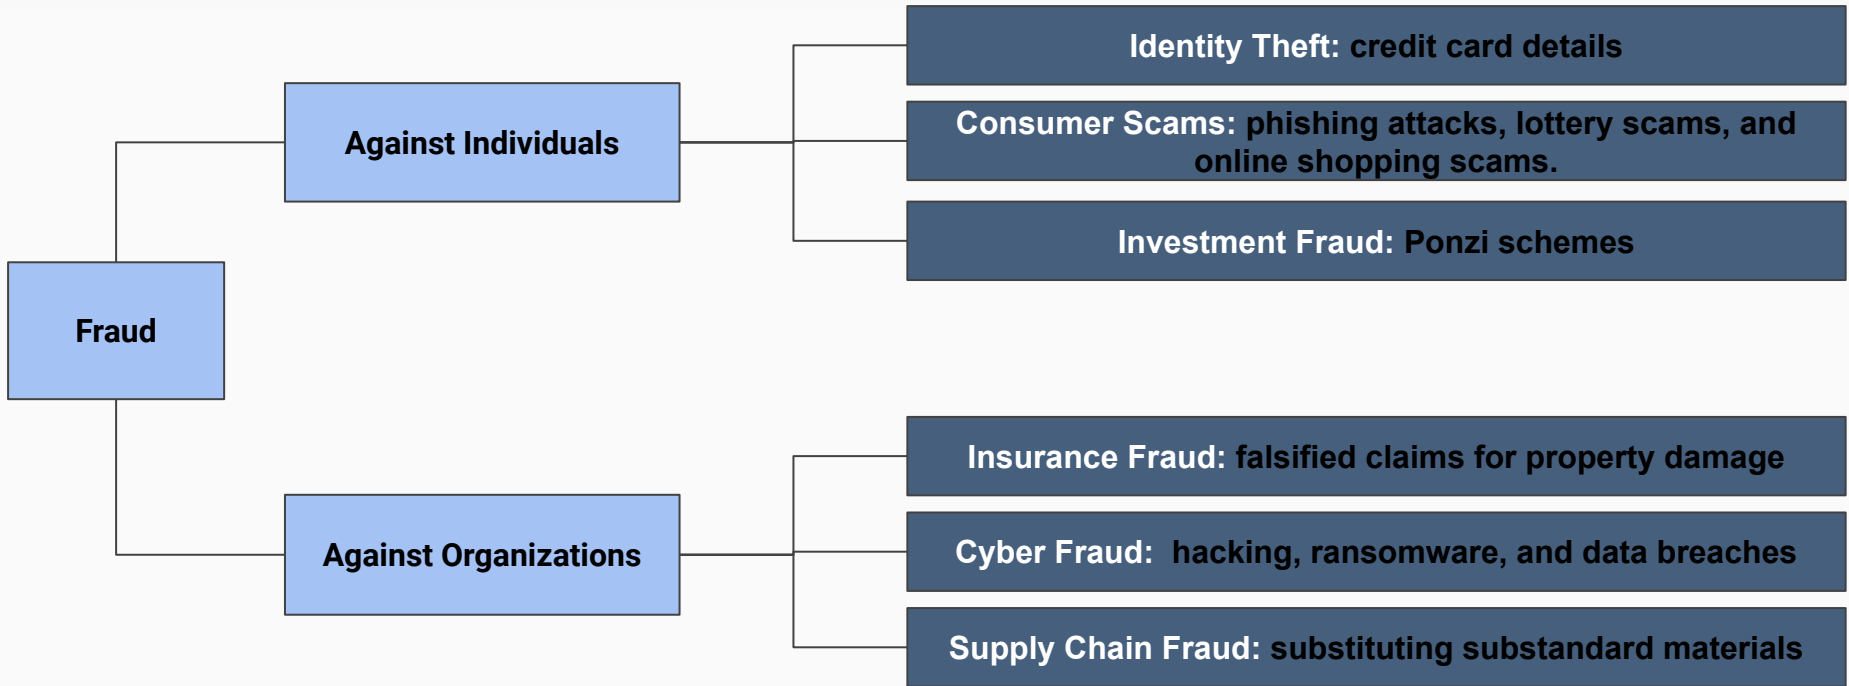 Identity Theft: credit card details
Against Individuals
Consumer Scams: phishing attacks, lottery scams, and
online shopping scams.
Investment Fraud: Ponzi schemes
Fraud
Insurance Fraud: falsified claims for property damage
Against Organizations
Cyber Fraud:  hacking, ransomware, and data breaches
Supply Chain Fraud: substituting substandard materials